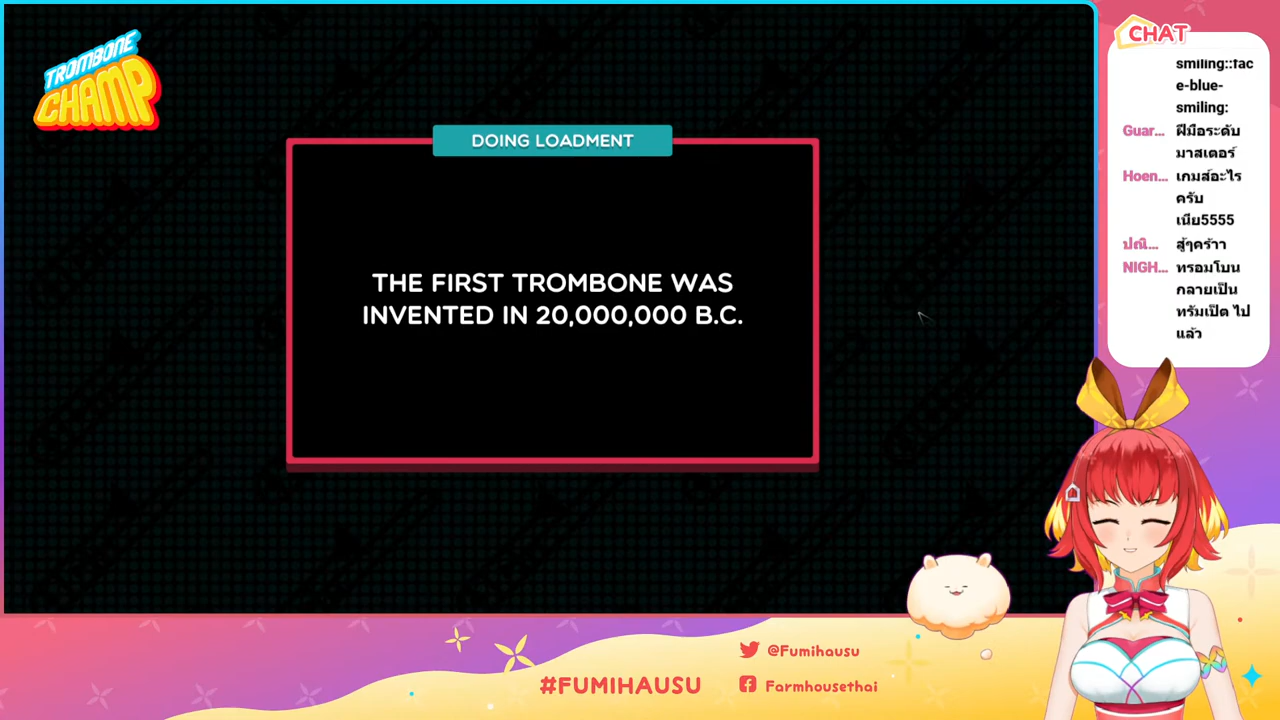 TROMBONE
CHAMP
DOING LOADMENT
THE FIRST TROMBONE WAS
INVENTED IN 20,000,000 B.C.
CHAT
smiling::fac
e-blue-
smiling:
Guar... ฝีมือระดับ
มาสเตอร์
Hoen... เกมส์อะไร
ครับ
เนี่ย5555
ปณิ... สู้ๆคร้าา
NIGH... ทรอมโบน
กลายเป็น
ทรัมเป็ต ไป
แล้ว
@Fumihausu
#FUMIHAUSU
Farmhousethai